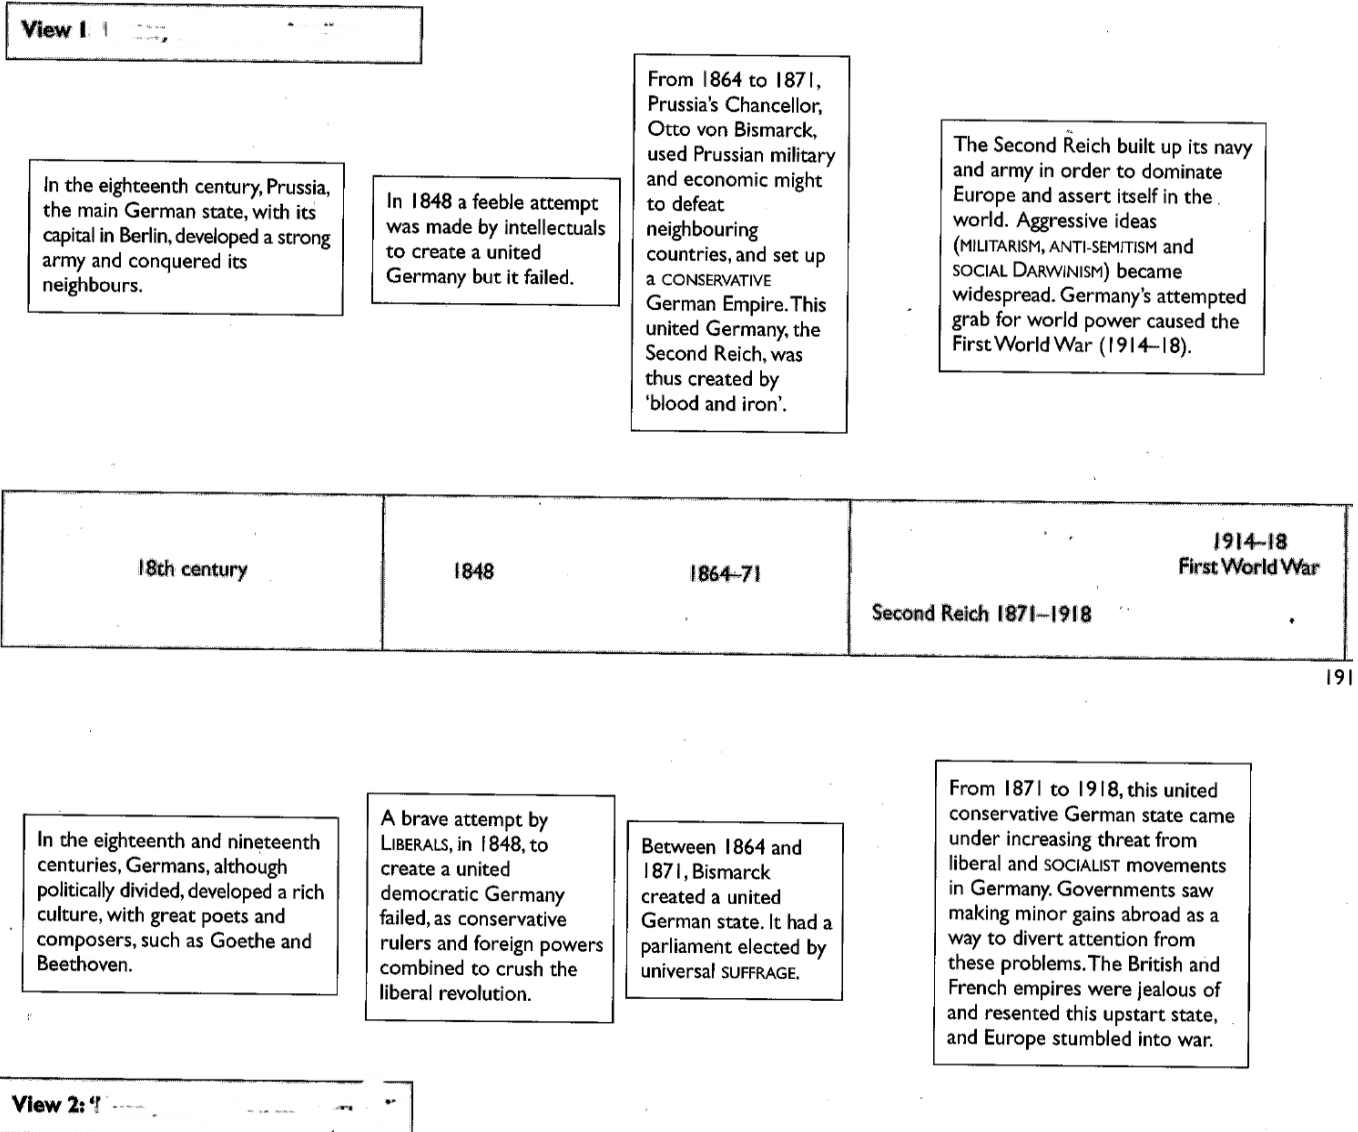 View 1
In the eighteenth century, Prussia,
the main German state, with its
capital in Berlin, developed a strong
army and conquered its
neighbours.
In 1848 a feeble attempt
was made by intellectuals
to create a united
Germany but it failed.
From 1864 to 1871,
Prussia's Chancellor,
Otto von Bismarck,
used Prussian military
and economic might
to defeat
neighbouring
countries, and set up
a CONSERVATIVE
German Empire. This
united Germany, the
Second Reich, was
thus created by
'blood and iron'.
The Second Reich built up its navy
and army in order to dominate
Europe and assert itself in the
world. Aggressive ideas
(MILITARISM, ANTI-SEMITISM and
SOCIAL DARWINISM) became
widespread. Germany's attempted
grab for world power caused the
First World War (1914–18).
18th century
1848
1864–71
Second Reich 1871–1918
1914–18
First World War
191
In the eighteenth and nineteenth
centuries, Germans, although
politically divided, developed a rich
culture, with great poets and
composers, such as Goethe and
Beethoven.
A brave attempt by
LIBERALS, in 1848, to
create a united
democratic Germany
failed, as conservative
rulers and foreign powers
combined to crush the
liberal revolution.
Between 1864 and
1871, Bismarck
created a united
German state. It had a
parliament elected by
universal SUFFRAGE.
From 1871 to 1918, this united
conservative German state came
under increasing threat from
liberal and SOCIALIST movements
in Germany. Governments saw
making minor gains abroad as a
way to divert attention from
these problems. The British and
French empires were jealous of
and resented this upstart state,
and Europe stumbled into war.
View 2: